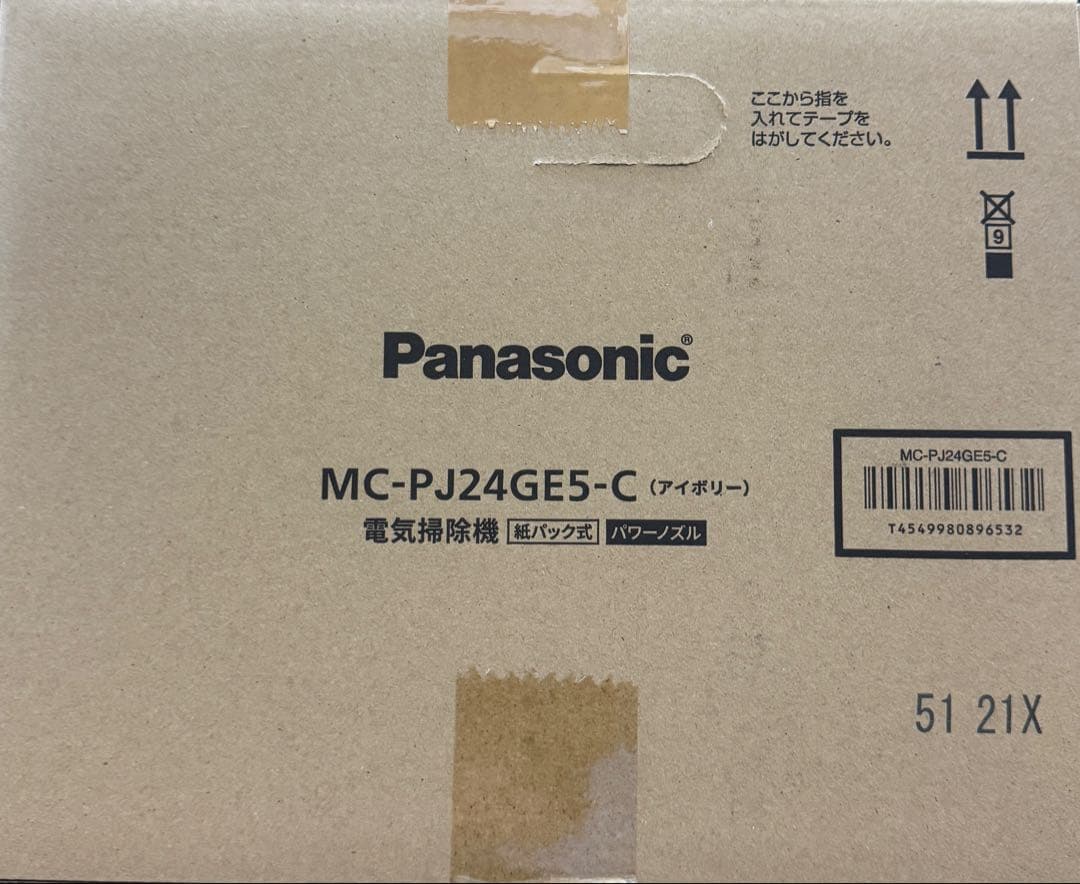 ここから指を
入れてテープを
はがしてください。
9
Panasonic®
MC-PJ24GE5-C（アイボリー）
電気掃除機 紙パック式 パワーノズル
MC-PJ24GE5-C
T4549980896532
51 21X